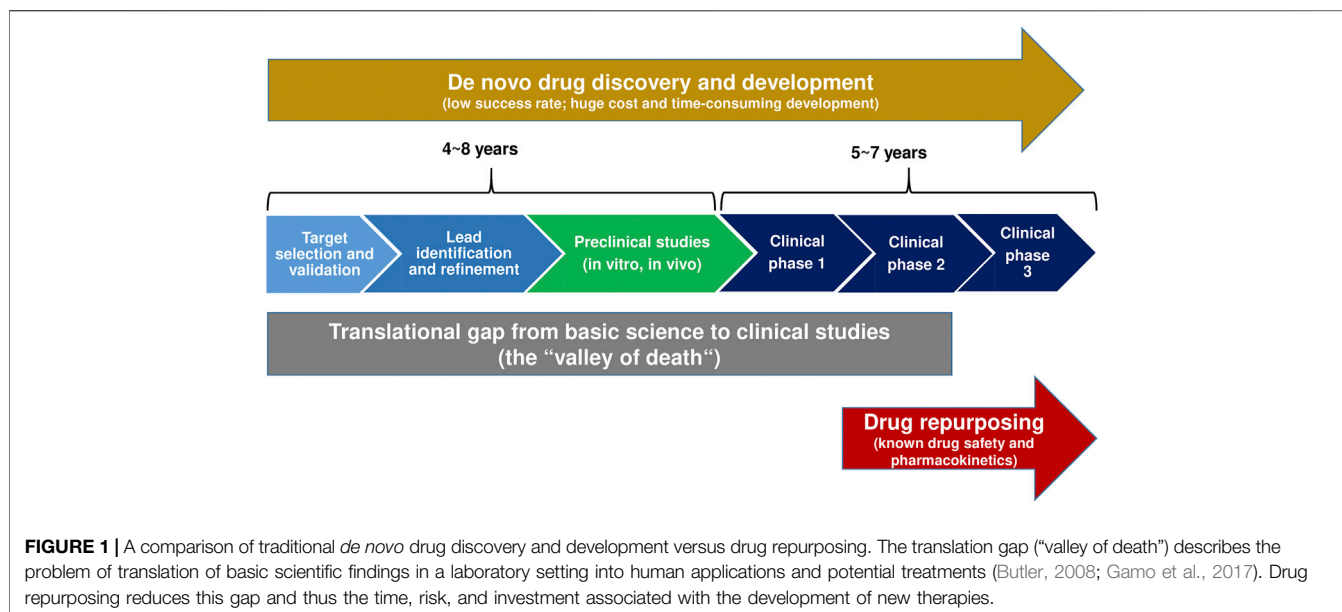 De novo drug discovery and development
(low success rate; huge cost and time-consuming development)
4~8 years
5~7 years
Target
selection and
validation
Lead
identification
and refinement
Preclinical studies
(in vitro, in vivo)
Clinical
phase 1
Clinical
phase 2
Clinical
phase
3
Translational gap from basic science to clinical studies
(the “valley of death“)
Drug repurposing
(known drug safety and
pharmacokinetics)
FIGURE 1 | A comparison of traditional de novo drug discovery and development versus drug repurposing. The translation gap (“valley of death”) describes the
problem of translation of basic scientific findings in a laboratory setting into human applications and potential treatments (Butler, 2008; Gamo et al., 2017). Drug
repurposing reduces this gap and thus the time, risk, and investment associated with the development of new therapies.